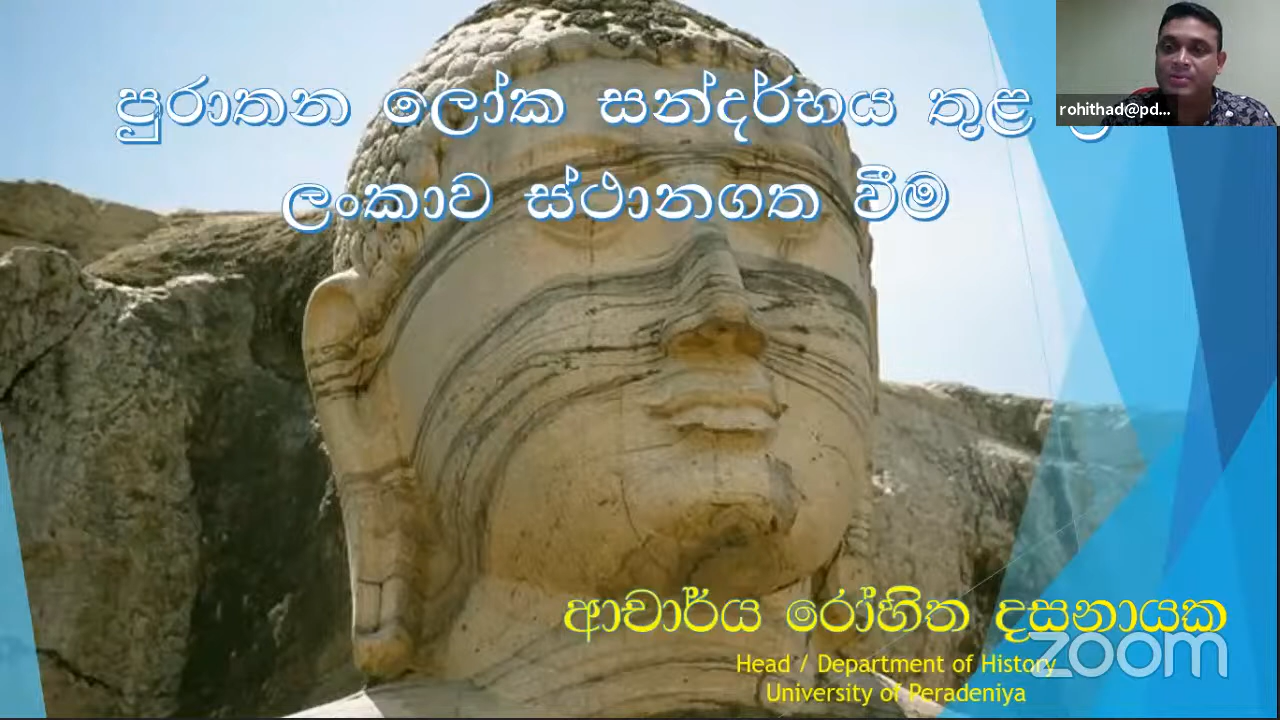 පුරාතන ලෝක සන්දර්භය තුළ
ලංකාව ස්ථානගත වීම
rohithad@pd...
ආචාර්ය රෝහිත දසනායක
Head / Department of History
University of Peradeniya
zoom